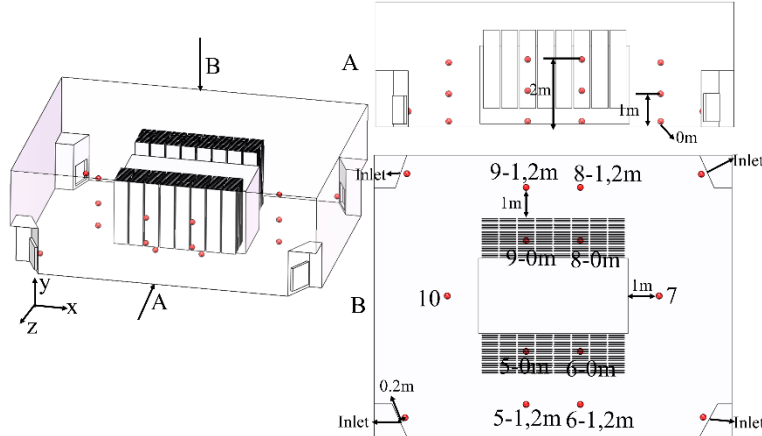 B
A
y
x
z
A
2m
1m
0m
B
Inlet
9-1,2m
8-1,2m
Inlet
1m
9-0m
8-0m
10
1m
7
5-0m
6-0m
0.2m
Inlet
5-1,2m
6-1,2m
Inlet